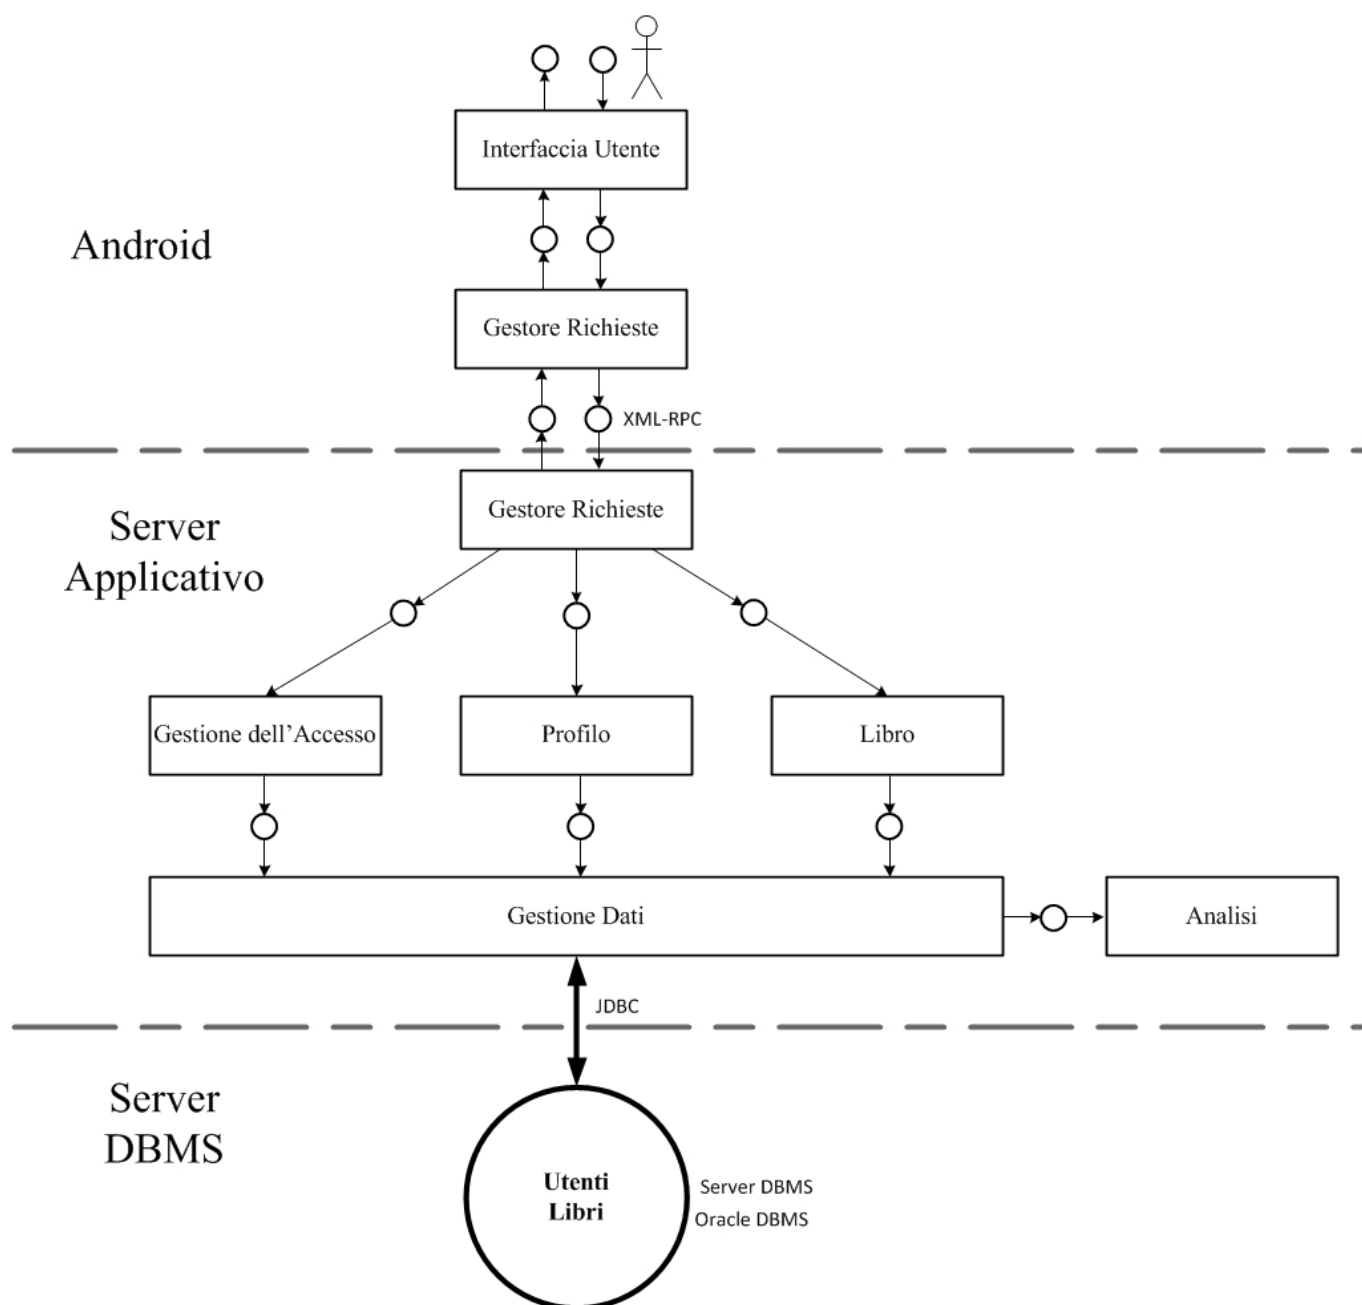 Interfaccia Utente
Android
Gestore Richieste
XML-RPC
Gestore Richieste
Server
Applicativo
Gestione dell’Accesso
Profilo
Libro
Gestione Dati
Analisi
JDBC
Server
DBMS
Utenti
Libri
Server DBMS
Oracle DBMS